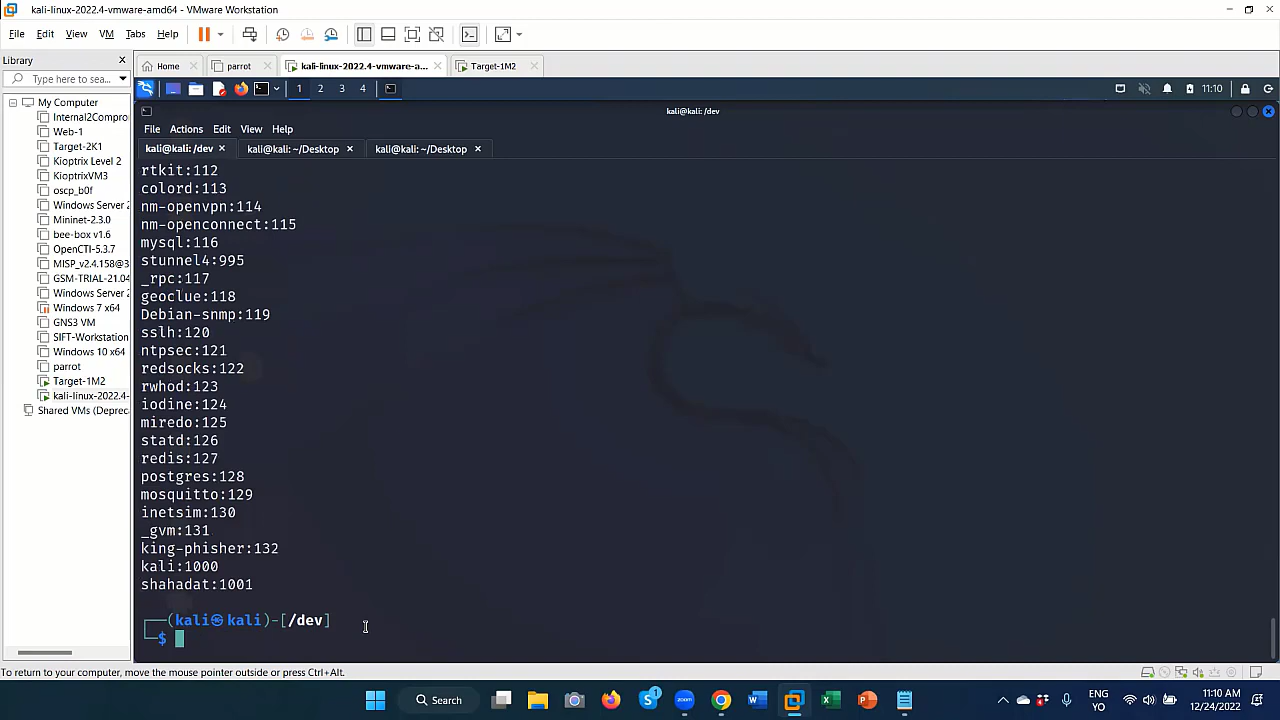 kali-linux-2022.4-vmware-amd64 - VMware Workstation
File Edit View VM Tabs Help
Library
Type here to sea...
Home
parrot
kali-linux-2022.4-vmware-a...
Target-1M2
My Computer
Internal2Compro
Web-1
Target-2K1
Kioptrix Level 2
KioptrixVM3
oscp_b0f
Windows Server 2
Mininet-2.3.0
bee-box v1.6
OpenCTI-5.3.7
MISP_v2.4.158@3
GSM-TRIAL-21.04
Windows Server 2
Windows 7 x64
GNS3 VM
SIFT-Workstation
Windows 10 x64
parrot
Target-1M2
kali-linux-2022.4-
Shared VMs (Deprec
1 2 3 4
11:10
kali@kali: /dev
File Actions Edit View Help
kali@kali: /dev
kali@kali: ~/Desktop
kali@kali: ~/Desktop
rtkit:112
colord:113
nm-openvpn:114
nm-openconnect:115
mysql:116
stunnel4:995
_rpc:117
geoclue:118
Debian-snmp:119
sslh:120
ntpsec:121
redsocks:122
rwhod:123
iodine:124
miredo:125
statd:126
redis:127
postgres:128
mosquitto:129
inetsim:130
_gvm:131
king-phisher:132
kali:1000
shahadat:1001
┌──(kali㉿kali)-[/dev]
└─$
To return to your computer, move the mouse pointer outside or press Ctrl+Alt.
Search
zoom
ENG
YO
11:10 AM
12/24/2022